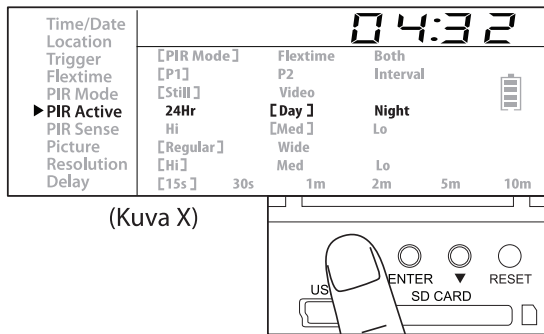 Time/Date 04:32
Location
Trigger [PIR Mode] Flextime Both
Flextime [P1] P2 Interval
PIR Mode [Still] Video
▶PIR Active 24Hr [Day] Night
PIR Sense Hi [Med] Lo
Picture [Regular] Wide
Resolution [Hi] Med Lo
Delay [15s] 30s 1m 2m 5m 10m
(Kuva X)
ENTER ▼ RESET
US SD CARD